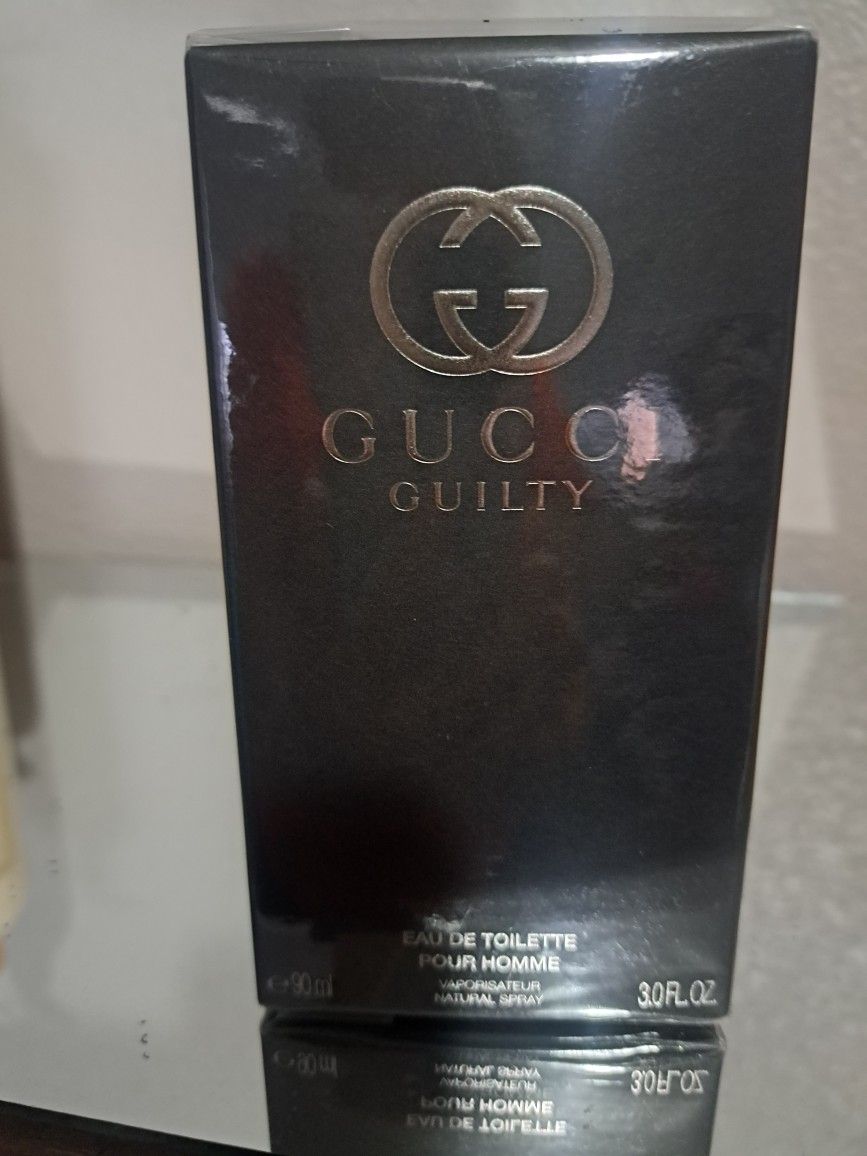 GUCCI
GUILTY
EAU DE TOILETTE
POUR HOMME
℮90 ml
VAPORISATEUR
NATURAL SPRAY
3.0 FL.OZ.